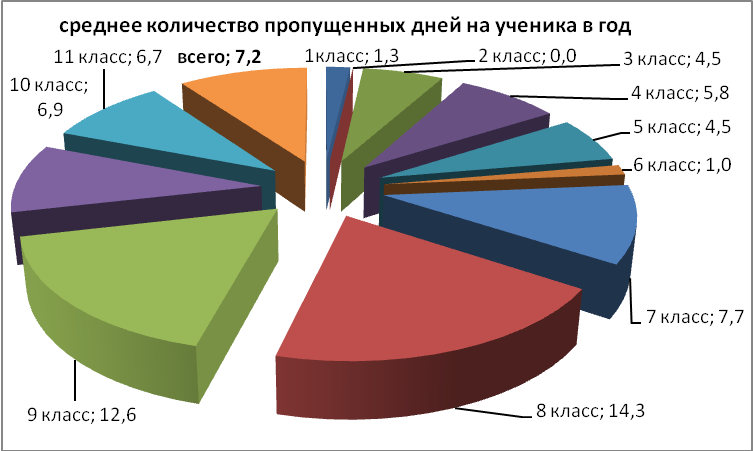 среднее количество пропущенных дней на ученика в год
1класс; 1,3
2 класс; 0,0
3 класс; 4,5
4 класс; 5,8
5 класс; 4,5
6 класс; 1,0
7 класс; 7,7
8 класс; 14,3
9 класс; 12,6
10 класс;
6,9
11 класс; 6,7
всего; 7,2